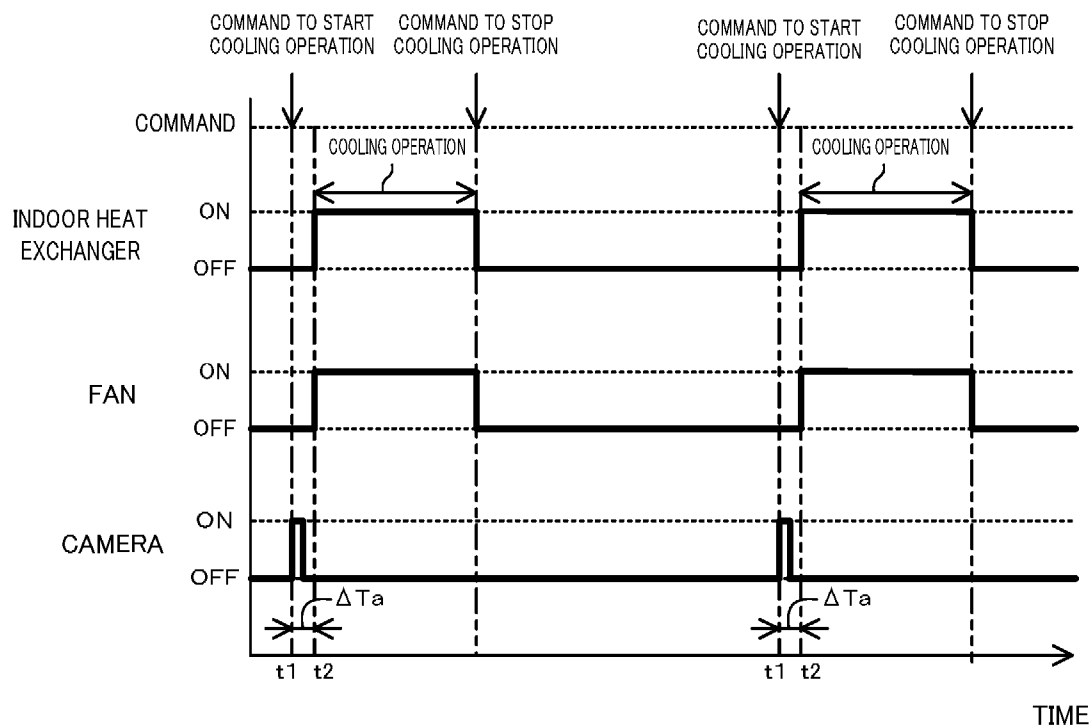 COMMAND TO START
COOLING OPERATION
COMMAND TO STOP
COOLING OPERATION
COMMAND TO START
COOLING OPERATION
COMMAND TO STOP
COOLING OPERATION
COMMAND
COOLING OPERATION
COOLING OPERATION
INDOOR HEAT
EXCHANGER
ON
OFF
FAN
ON
OFF
CAMERA
ON
OFF
ΔTa
ΔTa
t1 t2
t1 t2
TIME